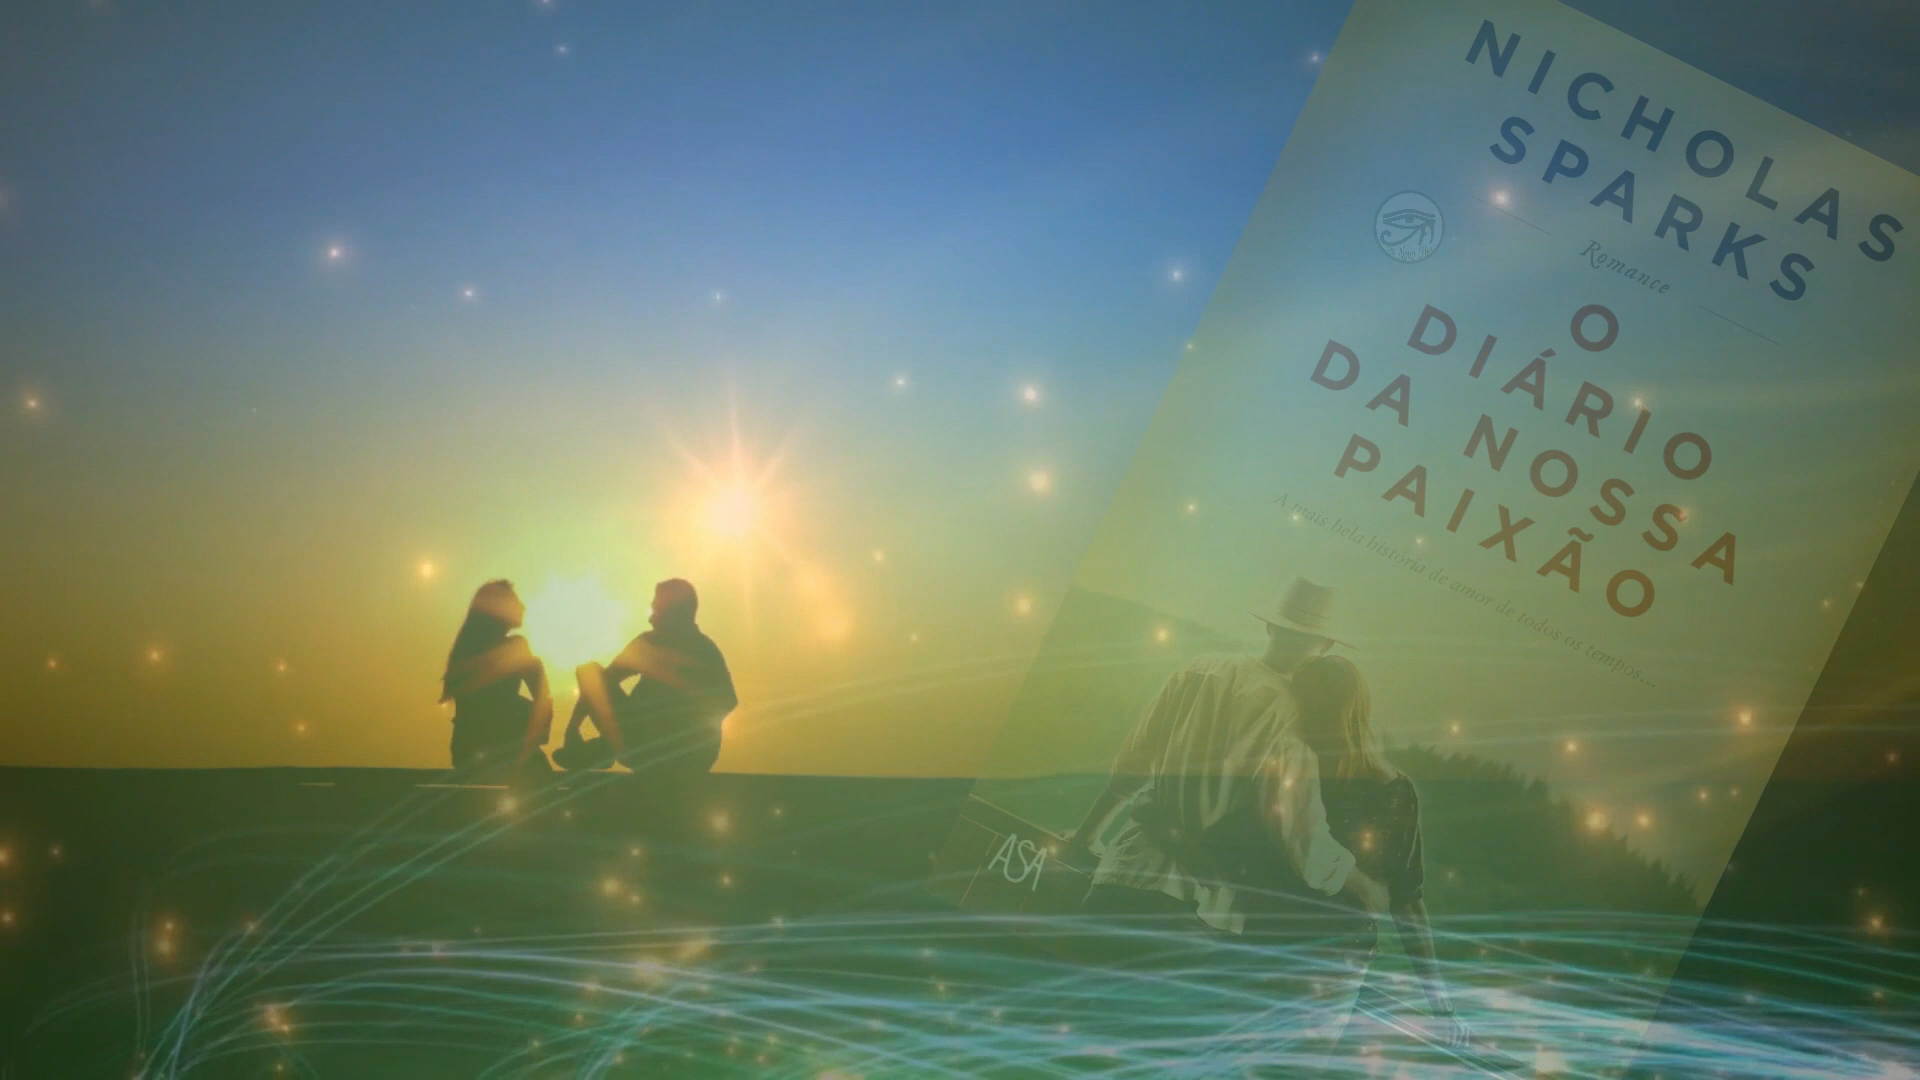 NICHOLAS
SPARKS
Romance
O
DIÁRIO
DA NOSSA
PAIXÃO
A mais bela história de amor de todos os tempos...
ASA